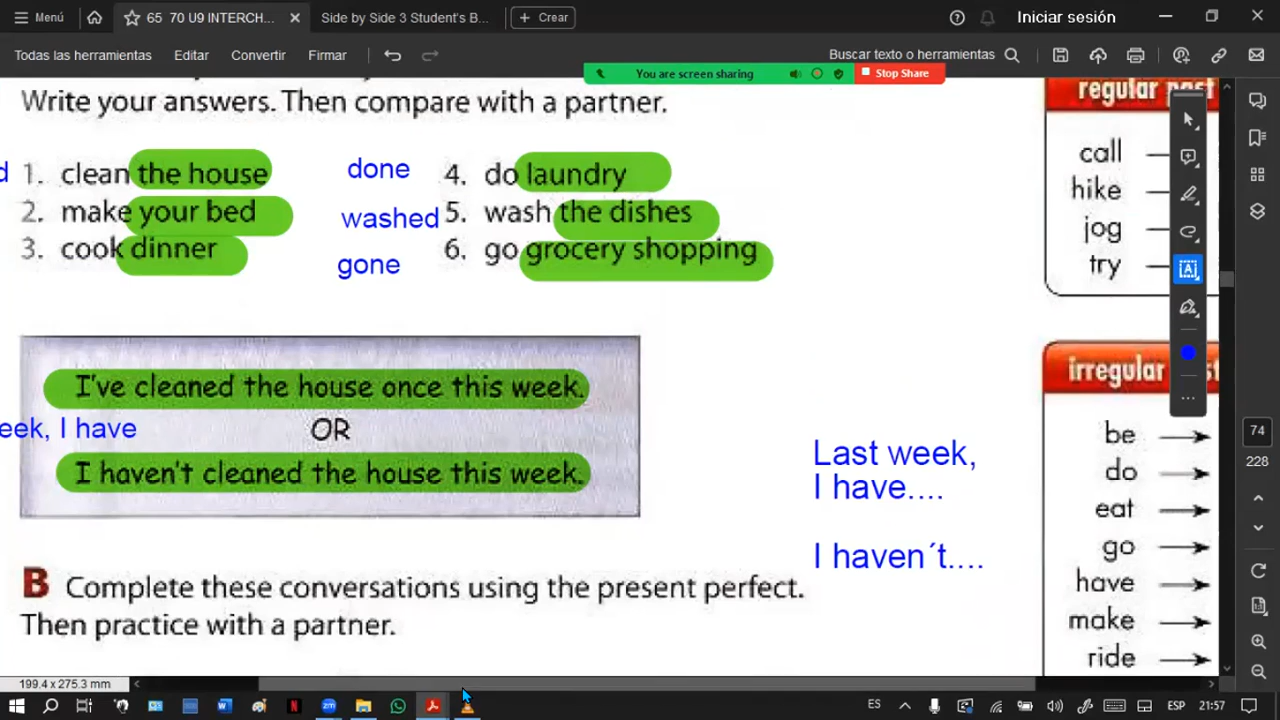 Menú
65 70 U9 INTERCH...
Side by Side 3 Student's B...
Crear
Iniciar sesión
Todas las herramientas
Editar
Convertir
Firmar
Buscar texto o herramientas
You are screen sharing
Stop Share
Write your answers. Then compare with a partner.
1. clean the house
2. make your bed
3. cook dinner
done
washed
gone
4. do laundry
5. wash the dishes
6. go grocery shopping
I've cleaned the house once this week.
eek, I have
OR
I haven't cleaned the house this week.
Last week,
I have....
I haven´t....
B Complete these conversations using the present perfect.
Then practice with a partner.
regular
call
hike
jog
try
irregular
be
do
eat
go
have
make
ride
74
228
199.4 x 275.3 mm
ES
ESP
21:57